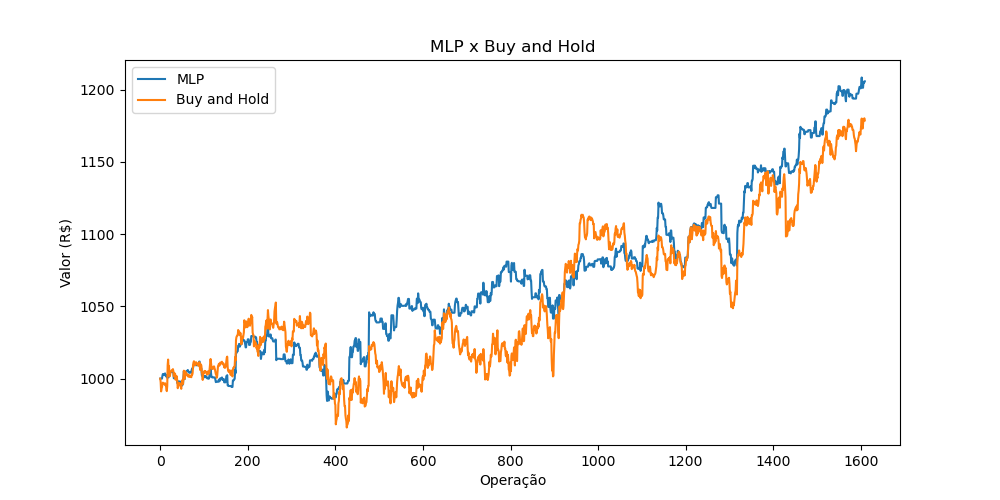 MLP x Buy and Hold
MLP
Buy and Hold
Valor (R$)
1200
1150
1100
1050
1000
0 200 400 600 800 1000 1200 1400 1600
Operação